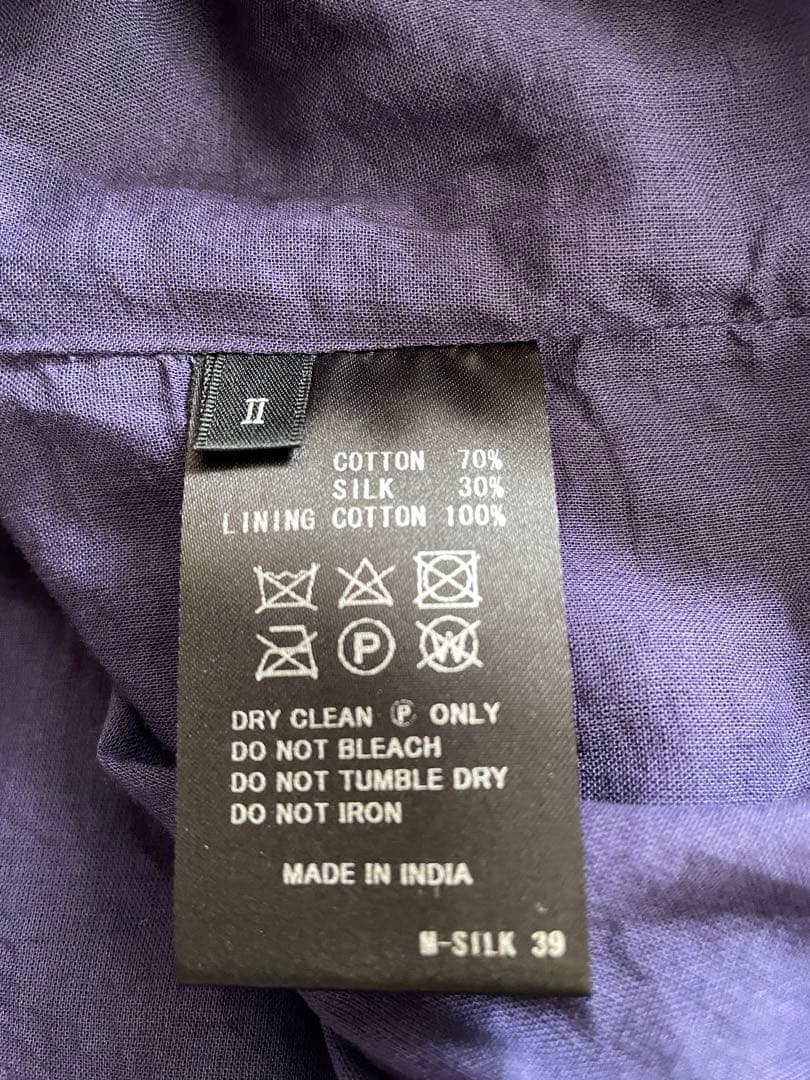 II
COTTON 70%
SILK 30%
LINING COTTON 100%
P W
DRY CLEAN Ⓟ ONLY
DO NOT BLEACH
DO NOT TUMBLE DRY
DO NOT IRON
MADE IN INDIA
M-SILK 39